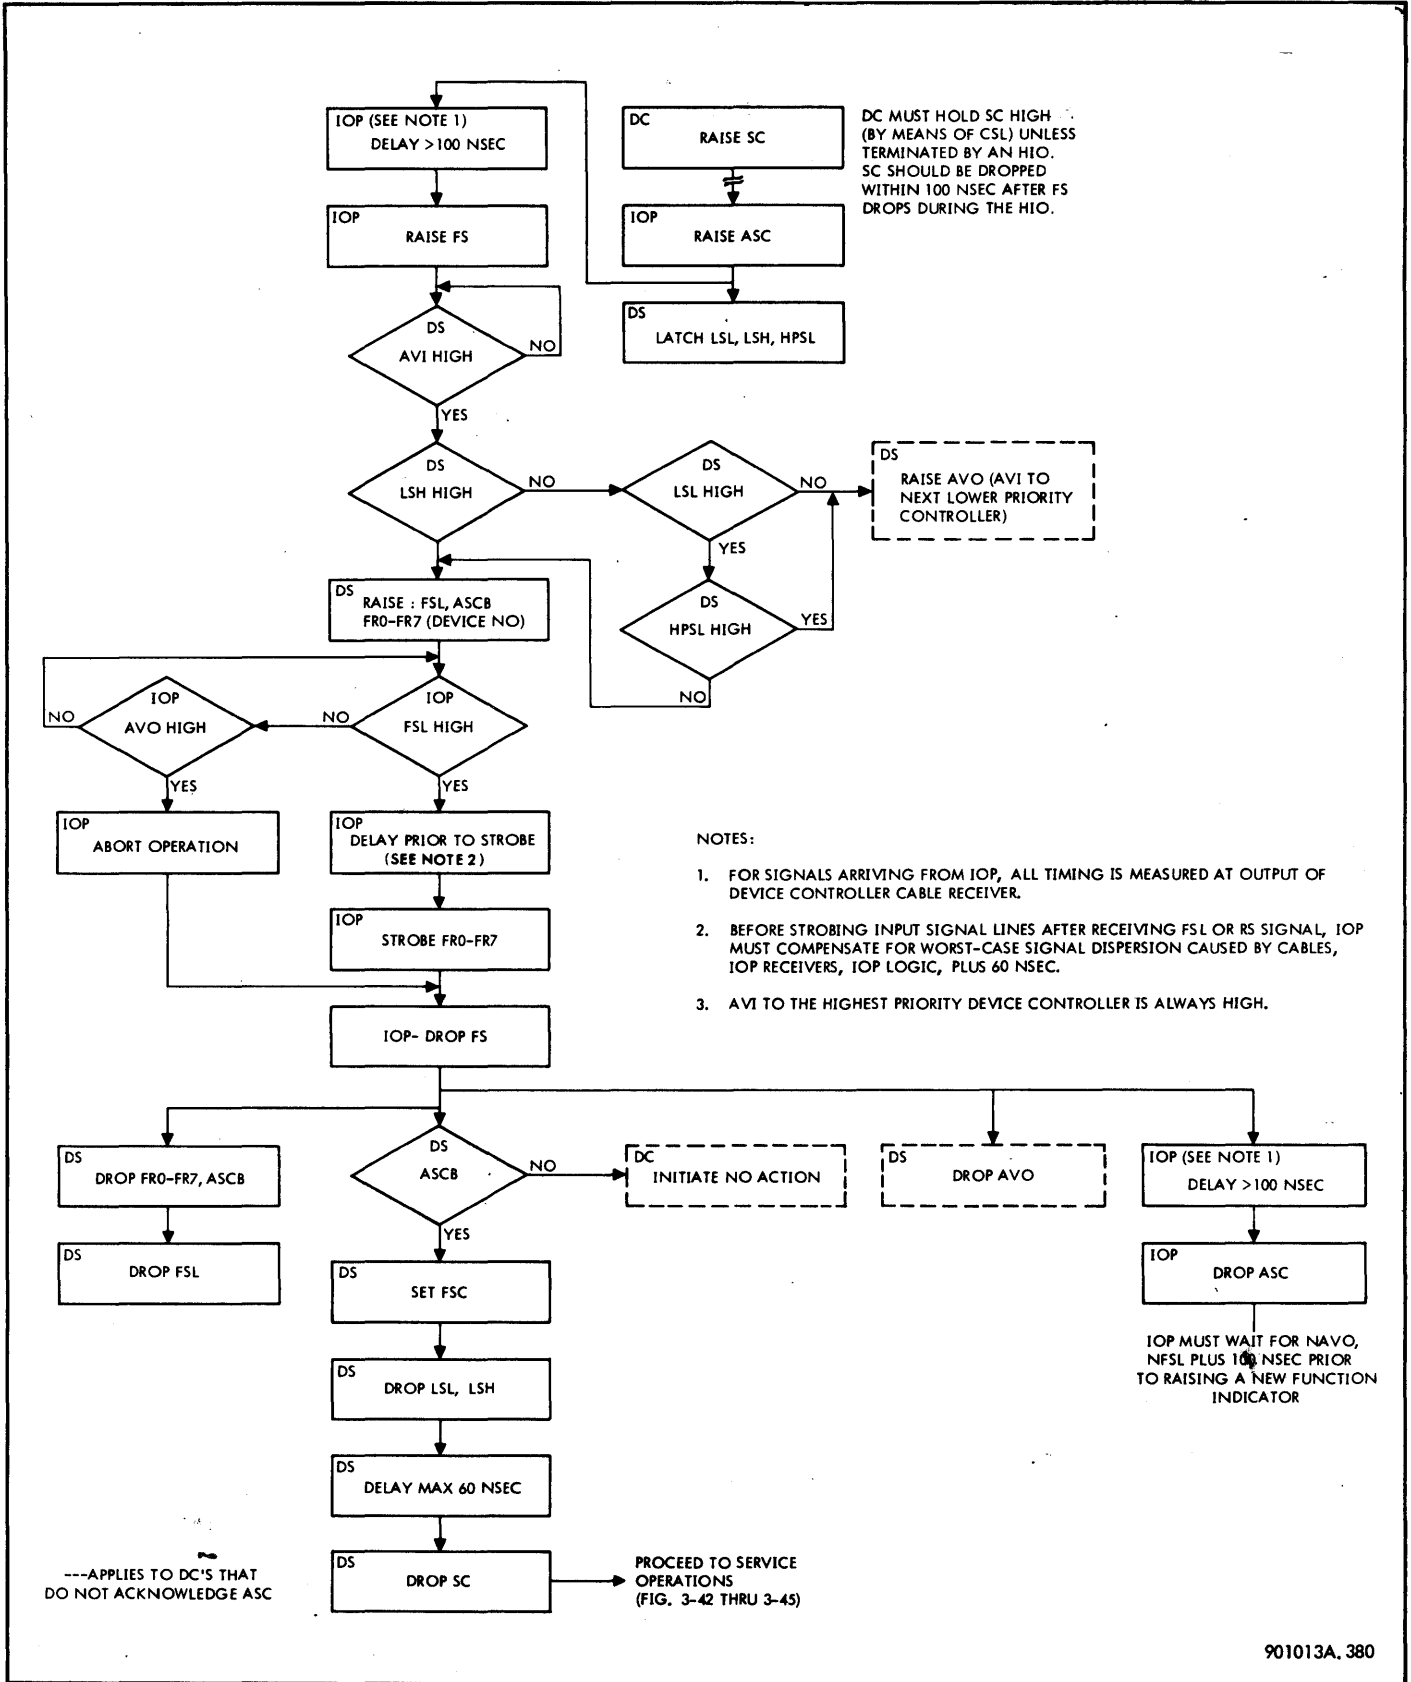 IOP (SEE NOTE 1)
DELAY >100 NSEC
DC
RAISE SC
DC MUST HOLD SC HIGH
(BY MEANS OF CSL) UNLESS
TERMINATED BY AN HIO.
SC SHOULD BE DROPPED
WITHIN 100 NSEC AFTER FS
DROPS DURING THE HIO.
IOP
RAISE FS
IOP
RAISE ASC
DS
LATCH LSL, LSH, HPSL
DS
AVI HIGH
NO
YES
DS
LSH HIGH
NO
DS
LSL HIGH
NO
YES
DS
RAISE AVO (AVI TO
NEXT LOWER PRIORITY
CONTROLLER)
DS
HPSL HIGH
YES
NO
DS
RAISE : FSL, ASCB
FR0-FR7 (DEVICE NO)
IOP
FSL HIGH
NO
YES
IOP
AVO HIGH
NO
YES
IOP
ABORT OPERATION
IOP
DELAY PRIOR TO STROBE
(SEE NOTE 2)
IOP
STROBE FR0-FR7
IOP- DROP FS
NOTES:
1. FOR SIGNALS ARRIVING FROM IOP, ALL TIMING IS MEASURED AT OUTPUT OF
DEVICE CONTROLLER CABLE RECEIVER.
2. BEFORE STROBING INPUT SIGNAL LINES AFTER RECEIVING FSL OR RS SIGNAL, IOP
MUST COMPENSATE FOR WORST-CASE SIGNAL DISPERSION CAUSED BY CABLES,
IOP RECEIVERS, IOP LOGIC, PLUS 60 NSEC.
3. AVI TO THE HIGHEST PRIORITY DEVICE CONTROLLER IS ALWAYS HIGH.
DS
DROP FR0-FR7, ASCB
DS
DROP FSL
DS
ASCB
NO
YES
DC
INITIATE NO ACTION
DS
DROP AVO
IOP (SEE NOTE 1)
DELAY >100 NSEC
IOP
DROP ASC
IOP MUST WAIT FOR NAVO,
NFSL PLUS 100 NSEC PRIOR
TO RAISING A NEW FUNCTION
INDICATOR
DS
SET FSC
DS
DROP LSL, LSH
DS
DELAY MAX 60 NSEC
DS
DROP SC
PROCEED TO SERVICE
OPERATIONS
(FIG. 3-42 THRU 3-45)
---APPLIES TO DC'S THAT
DO NOT ACKNOWLEDGE ASC
901013A. 380